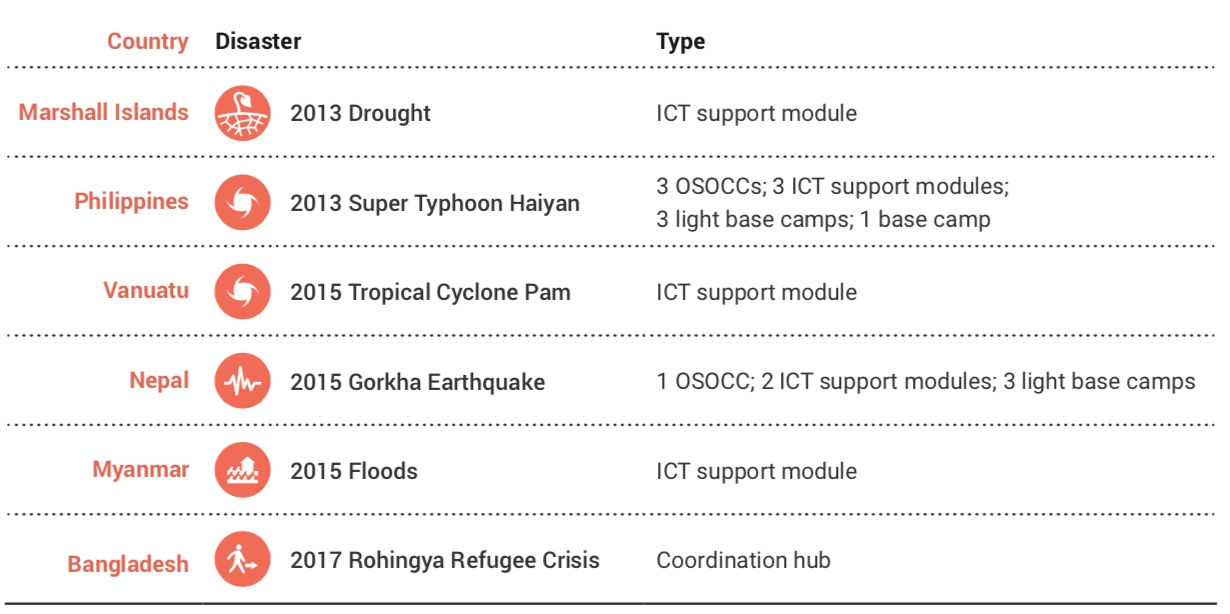 Country Disaster Type
Marshall Islands 2013 Drought ICT support module
Philippines 2013 Super Typhoon Haiyan 3 OSOCCs; 3 ICT support modules;
3 light base camps; 1 base camp
Vanuatu 2015 Tropical Cyclone Pam ICT support module
Nepal 2015 Gorkha Earthquake 1 OSOCC; 2 ICT support modules; 3 light base camps
Myanmar 2015 Floods ICT support module
Bangladesh 2017 Rohingya Refugee Crisis Coordination hub